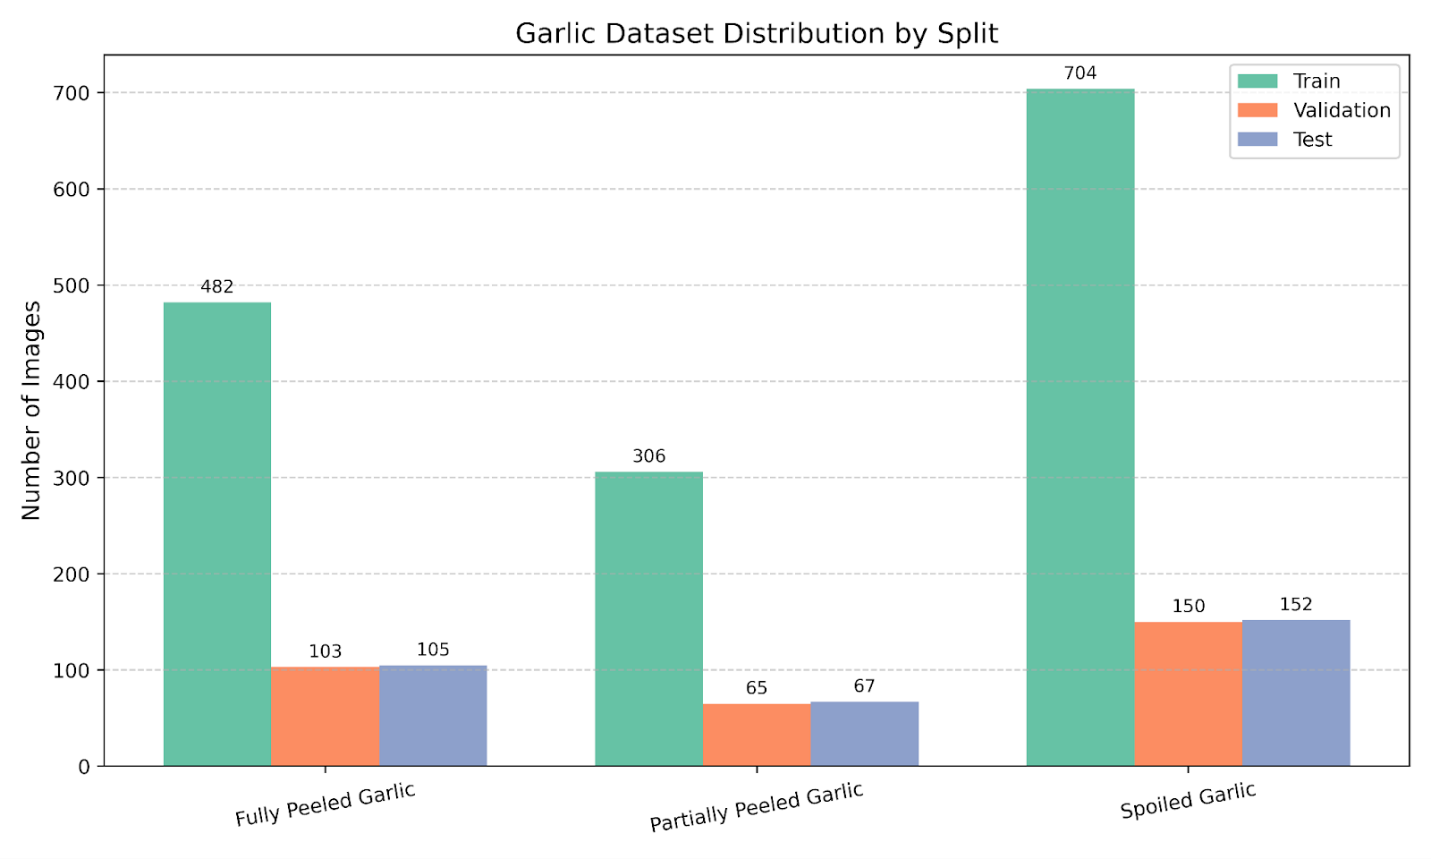 Garlic Dataset Distribution by Split
Train
Validation
Test
Number of Images
700
600
500
400
300
200
100
0
482
103
105
306
65
67
704
150
152
Fully Peeled Garlic
Partially Peeled Garlic
Spoiled Garlic